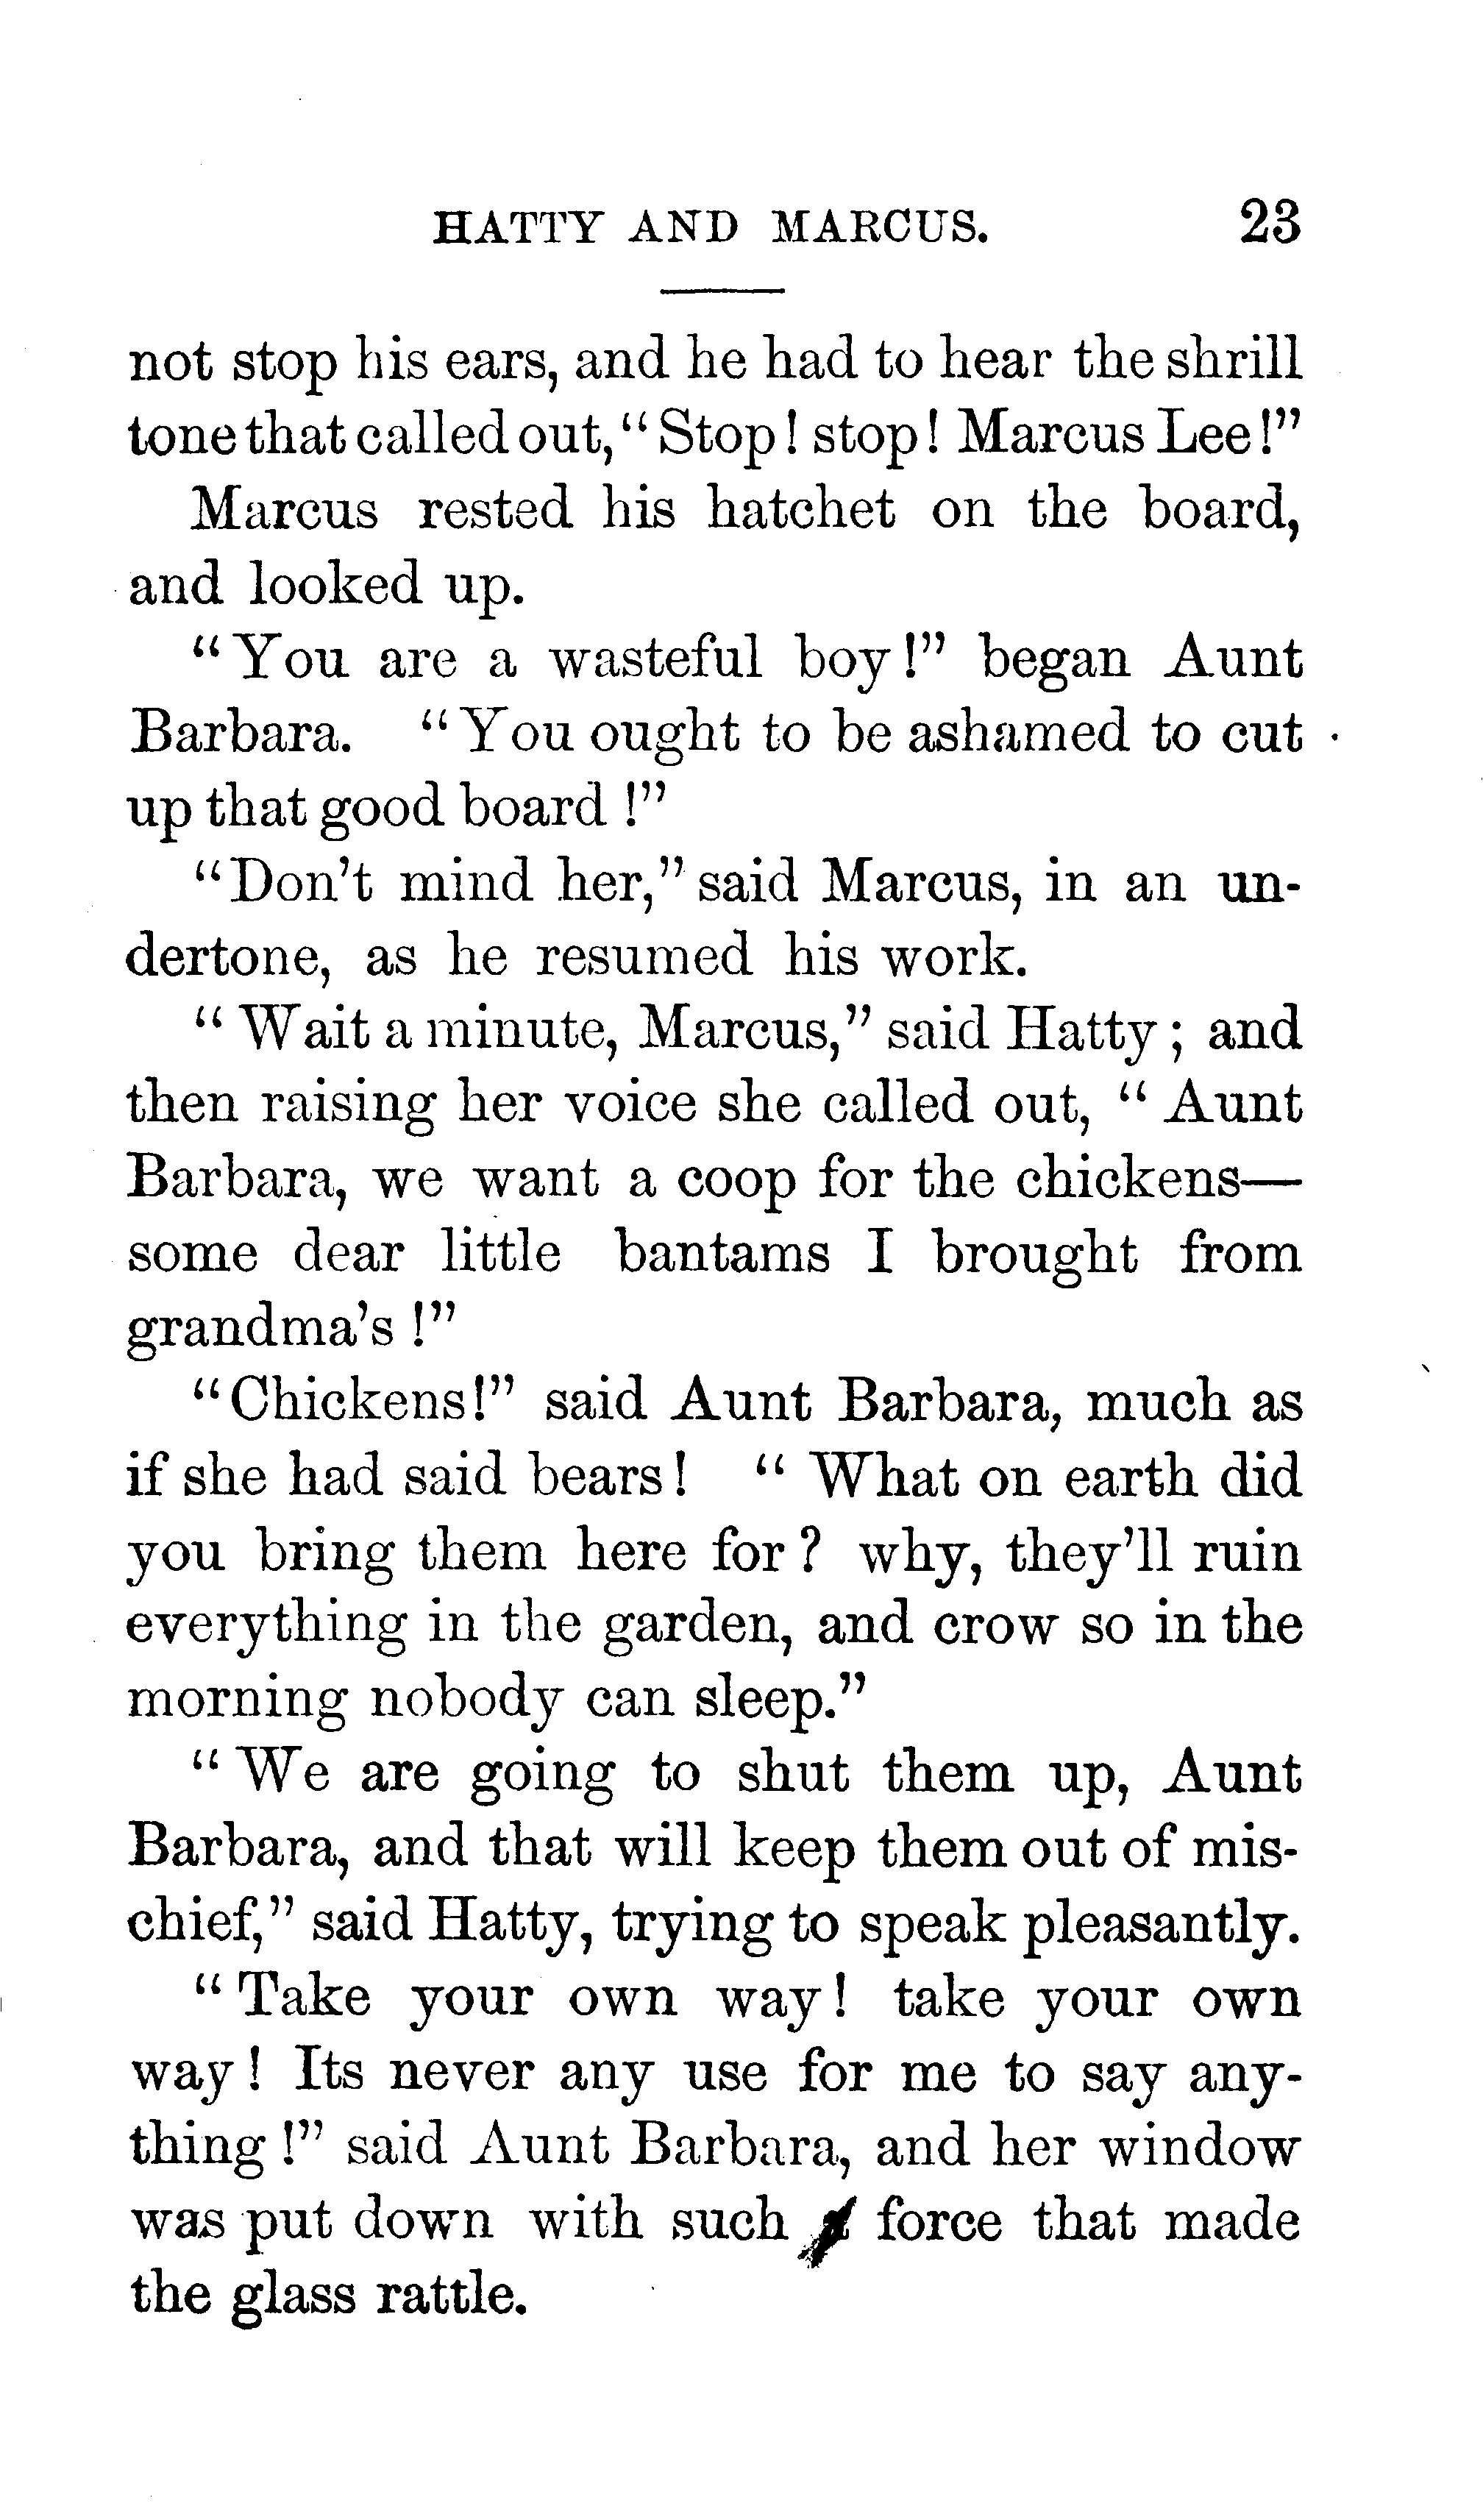 HATTY AND MARCUS. 23
not stop his ears, and he had to hear the shrill
tone that called out, "Stop! stop! Marcus Lee!"
Marcus rested his hatchet on the board,
and looked up.
"You are a wasteful boy!" began Aunt
Barbara. "You ought to be ashamed to cut
up that good board!"
"Don't mind her," said Marcus, in an un-
dertone, as he resumed his work.
"Wait a minute, Marcus," said Hatty; and
then raising her voice she called out, "Aunt
Barbara, we want a coop for the chickens—
some dear little bantams I brought from
grandma's!"
"Chickens!" said Aunt Barbara, much as
if she had said bears! "What on earth did
you bring them here for? why, they'll ruin
everything in the garden, and crow so in the
morning nobody can sleep."
"We are going to shut them up, Aunt
Barbara, and that will keep them out of mis-
chief," said Hatty, trying to speak pleasantly.
"Take your own way! take your own
way! Its never any use for me to say any-
thing!" said Aunt Barbara, and her window
was put down with such force that made
the glass rattle.